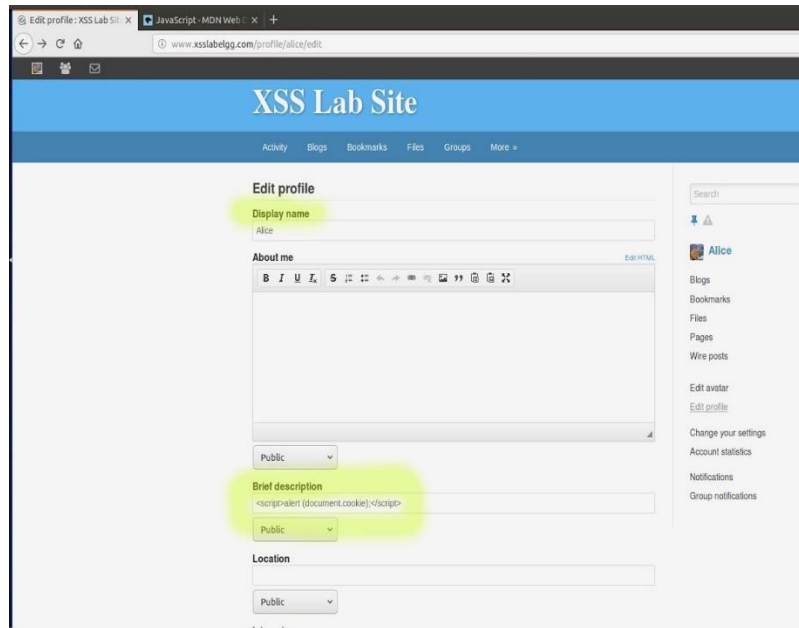 Edit profile : XSS Lab Sit
JavaScript - MDN Web D
www.xsslabelgg.com/profile/alice/edit
XSS Lab Site
Activity Blogs Bookmarks Files Groups More »
Edit profile
Display name
Alice
About me
Edit HTML
Public
Brief description
<script>alert (document.cookie);</script>
Public
Location
Public
Search
Alice
Blogs
Bookmarks
Files
Pages
Wire posts
Edit avatar
Edit profile
Change your settings
Account statistics
Notifications
Group notifications